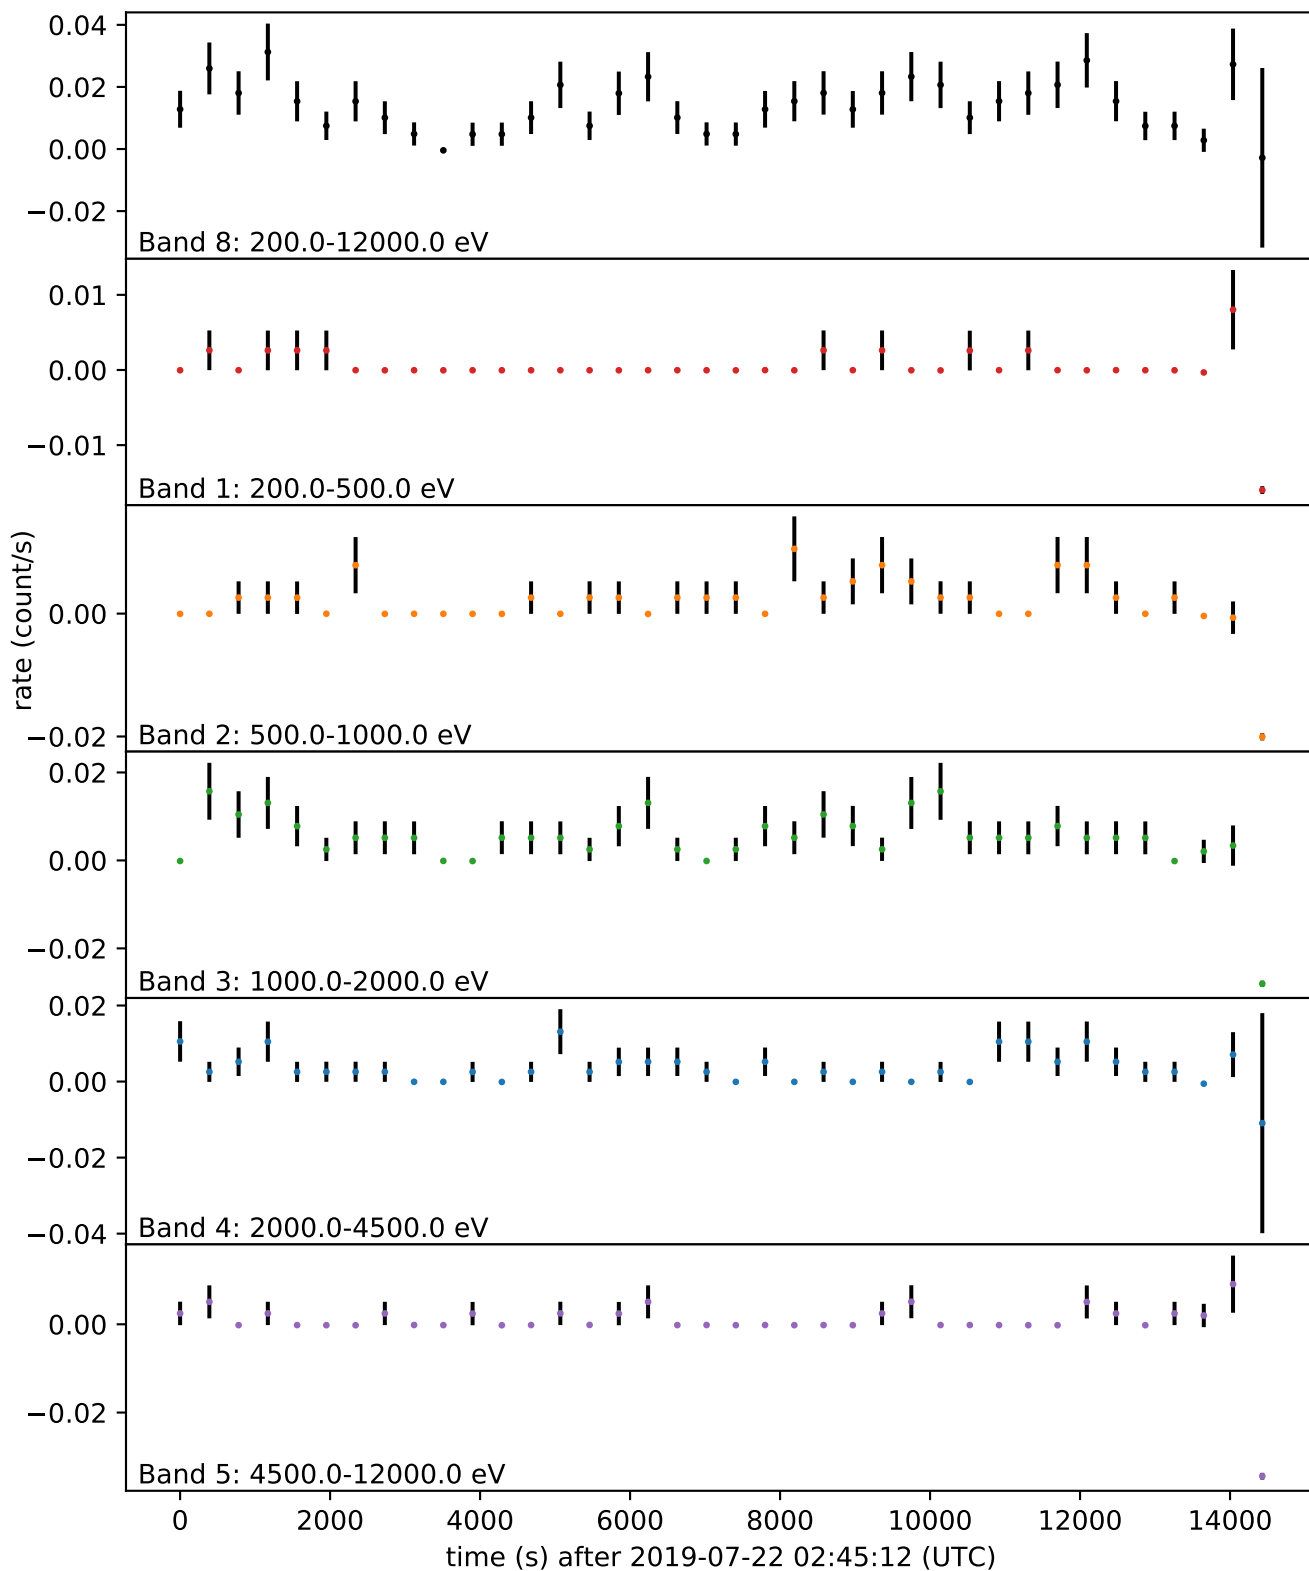 0.04
0.02
0.00
−0.02
Band 8: 200.0-12000.0 eV
0.01
0.00
−0.01
Band 1: 200.0-500.0 eV
rate (count/s)
0.00
−0.02
Band 2: 500.0-1000.0 eV
0.02
0.00
−0.02
Band 3: 1000.0-2000.0 eV
0.02
0.00
−0.02
−0.04
Band 4: 2000.0-4500.0 eV
0.00
−0.02
Band 5: 4500.0-12000.0 eV
0 2000 4000 6000 8000 10000 12000 14000
time (s) after 2019-07-22 02:45:12 (UTC)